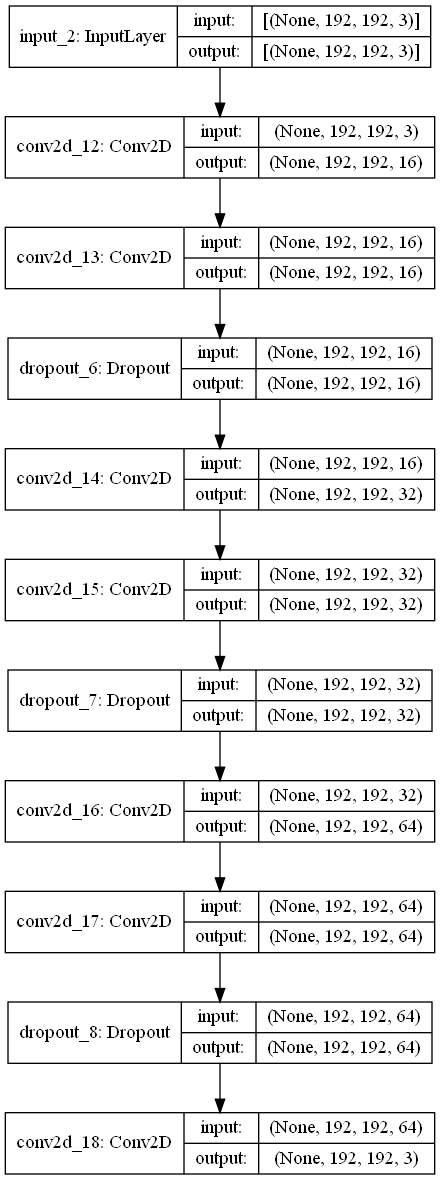 input_2: InputLayer
input: [(None, 192, 192, 3)]
output: [(None, 192, 192, 3)]
conv2d_12: Conv2D
input: (None, 192, 192, 3)
output: (None, 192, 192, 16)
conv2d_13: Conv2D
input: (None, 192, 192, 16)
output: (None, 192, 192, 16)
dropout_6: Dropout
input: (None, 192, 192, 16)
output: (None, 192, 192, 16)
conv2d_14: Conv2D
input: (None, 192, 192, 16)
output: (None, 192, 192, 32)
conv2d_15: Conv2D
input: (None, 192, 192, 32)
output: (None, 192, 192, 32)
dropout_7: Dropout
input: (None, 192, 192, 32)
output: (None, 192, 192, 32)
conv2d_16: Conv2D
input: (None, 192, 192, 32)
output: (None, 192, 192, 64)
conv2d_17: Conv2D
input: (None, 192, 192, 64)
output: (None, 192, 192, 64)
dropout_8: Dropout
input: (None, 192, 192, 64)
output: (None, 192, 192, 64)
conv2d_18: Conv2D
input: (None, 192, 192, 64)
output: (None, 192, 192, 3)